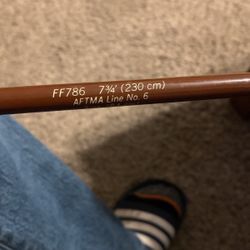 FF786 7¾' (230 cm)
AFTMA Line No. 6